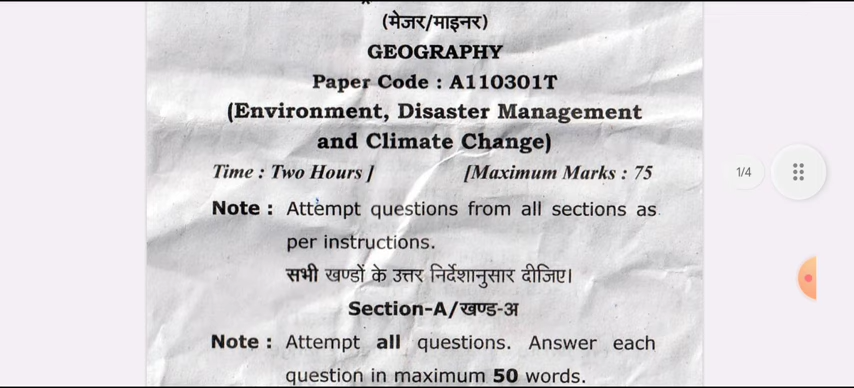 (मेजर/माइनर)
GEOGRAPHY
Paper Code : A110301T
(Environment, Disaster Management
and Climate Change)
Time : Two Hours ] [Maximum Marks : 75
Note : Attempt questions from all sections as
per instructions.
सभी खण्डों के उत्तर निर्देशानुसार दीजिए।
Section-A/खण्ड-अ
Note : Attempt all questions. Answer each
question in maximum 50 words.
1/4